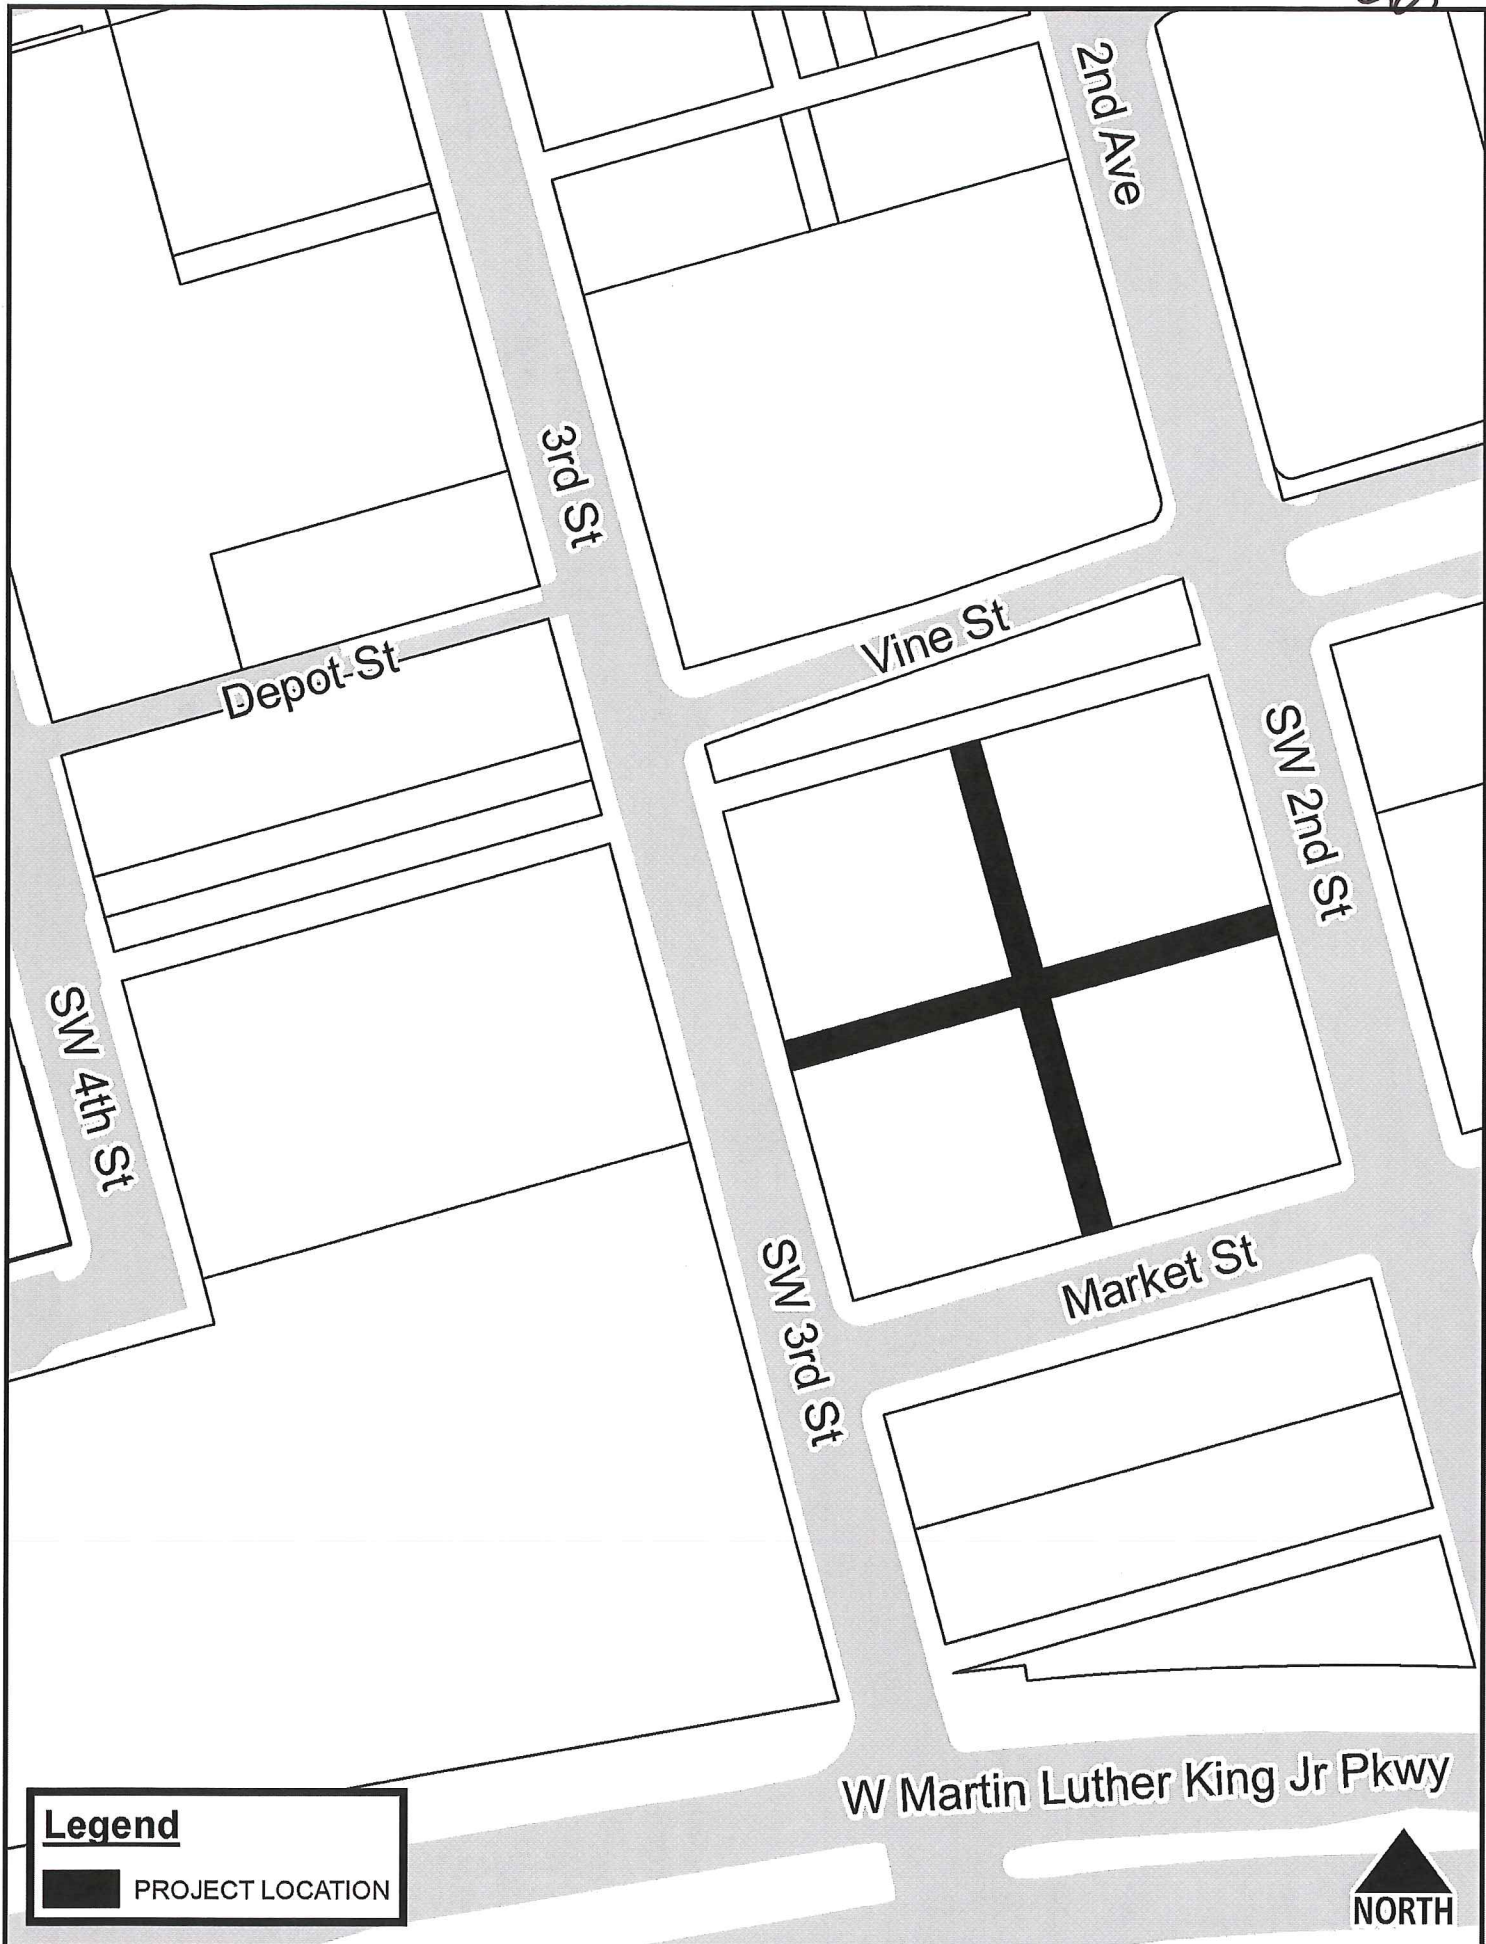 2nd Ave
3rd St
Vine St
Depot St
SW 2nd St
SW 4th St
Market St
SW 3rd St
W Martin Luther King Jr Pkwy
Legend
PROJECT LOCATION
NORTH